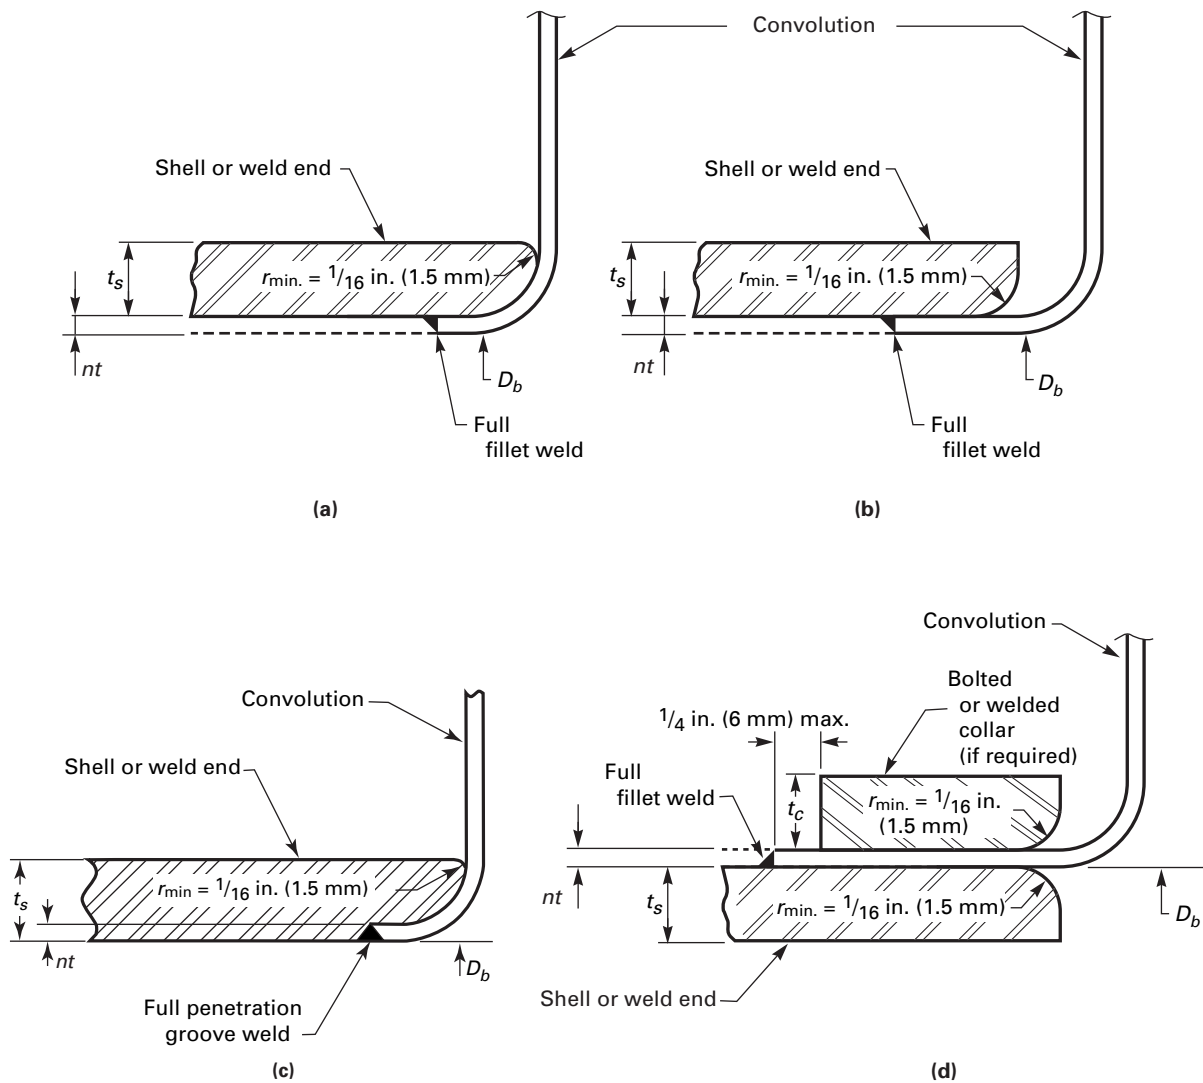 Convolution
Shell or weld end
Shell or weld end
t_s
r_min. = 1/16 in. (1.5 mm)
t_s
r_min. = 1/16 in. (1.5 mm)
nt
nt
D_b
D_b
Full
fillet weld
Full
fillet weld
(a)
(b)
Convolution
Shell or weld end
t_s
r_min = 1/16 in. (1.5 mm)
nt
D_b
Full penetration
groove weld
(c)
Convolution
Bolted
or welded
collar
(if required)
1/4 in. (6 mm) max.
Full
fillet weld
t_c
r_min. = 1/16 in.
(1.5 mm)
nt
t_s
r_min. = 1/16 in. (1.5 mm)
D_b
Shell or weld end
(d)